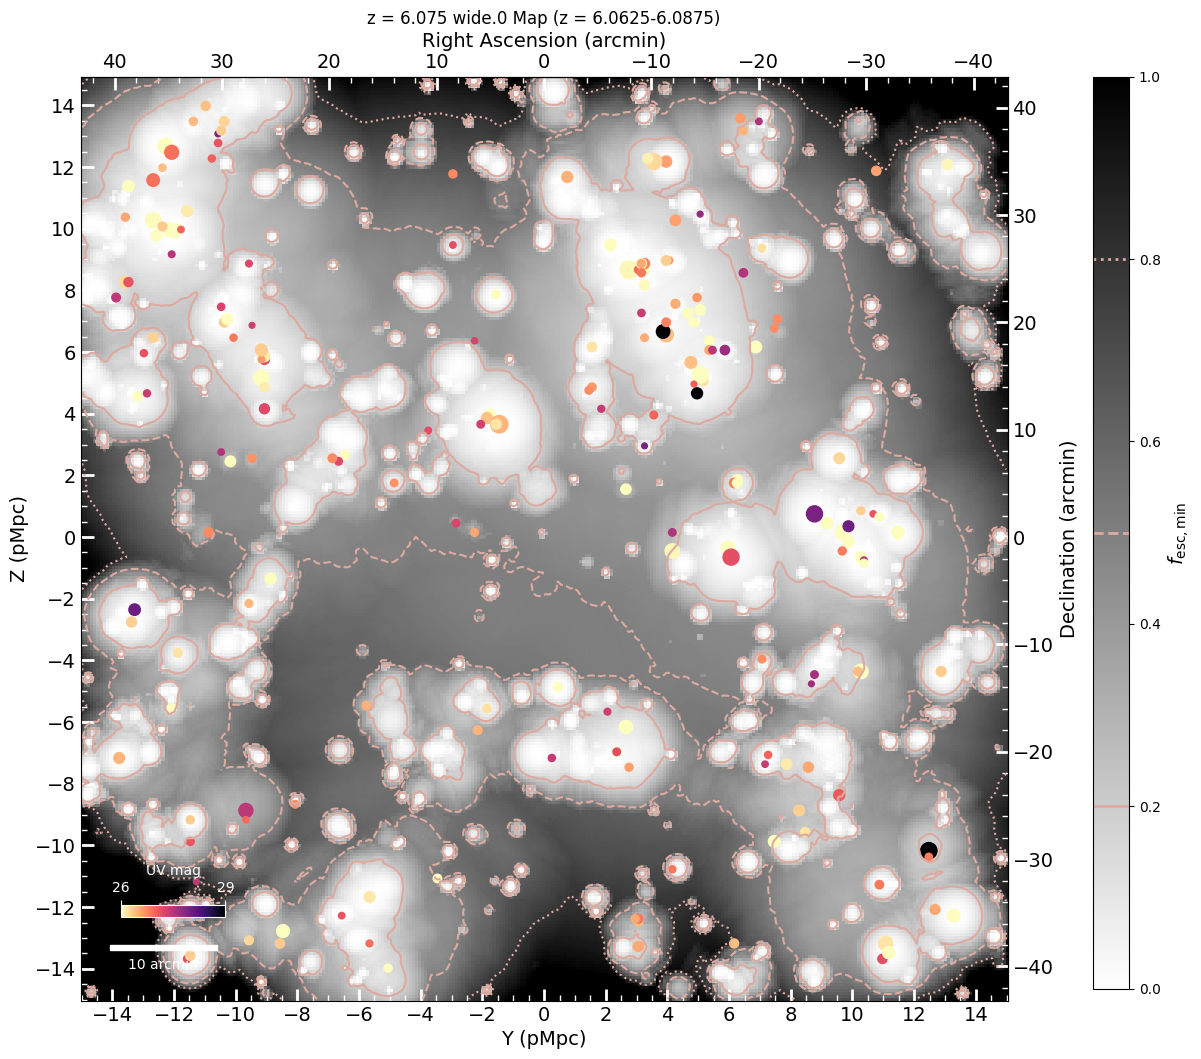 z = 6.075 wide.0 Map (z = 6.0625-6.0875)
Right Ascension (arcmin)
40 30 20 10 0 −10 −20 −30 −40
14 12 10 8 6 4 2 0 −2 −4 −6 −8 −10 −12 −14
Z (pMpc)
40 30 20 10 0 −10 −20 −30 −40
Declination (arcmin)
1.0 0.8 0.6 0.4 0.2 0.0
fesc,min
UV mag
26 -29
10 arcmin
−14 −12 −10 −8 −6 −4 −2 0 2 4 6 8 10 12 14
Y (pMpc)